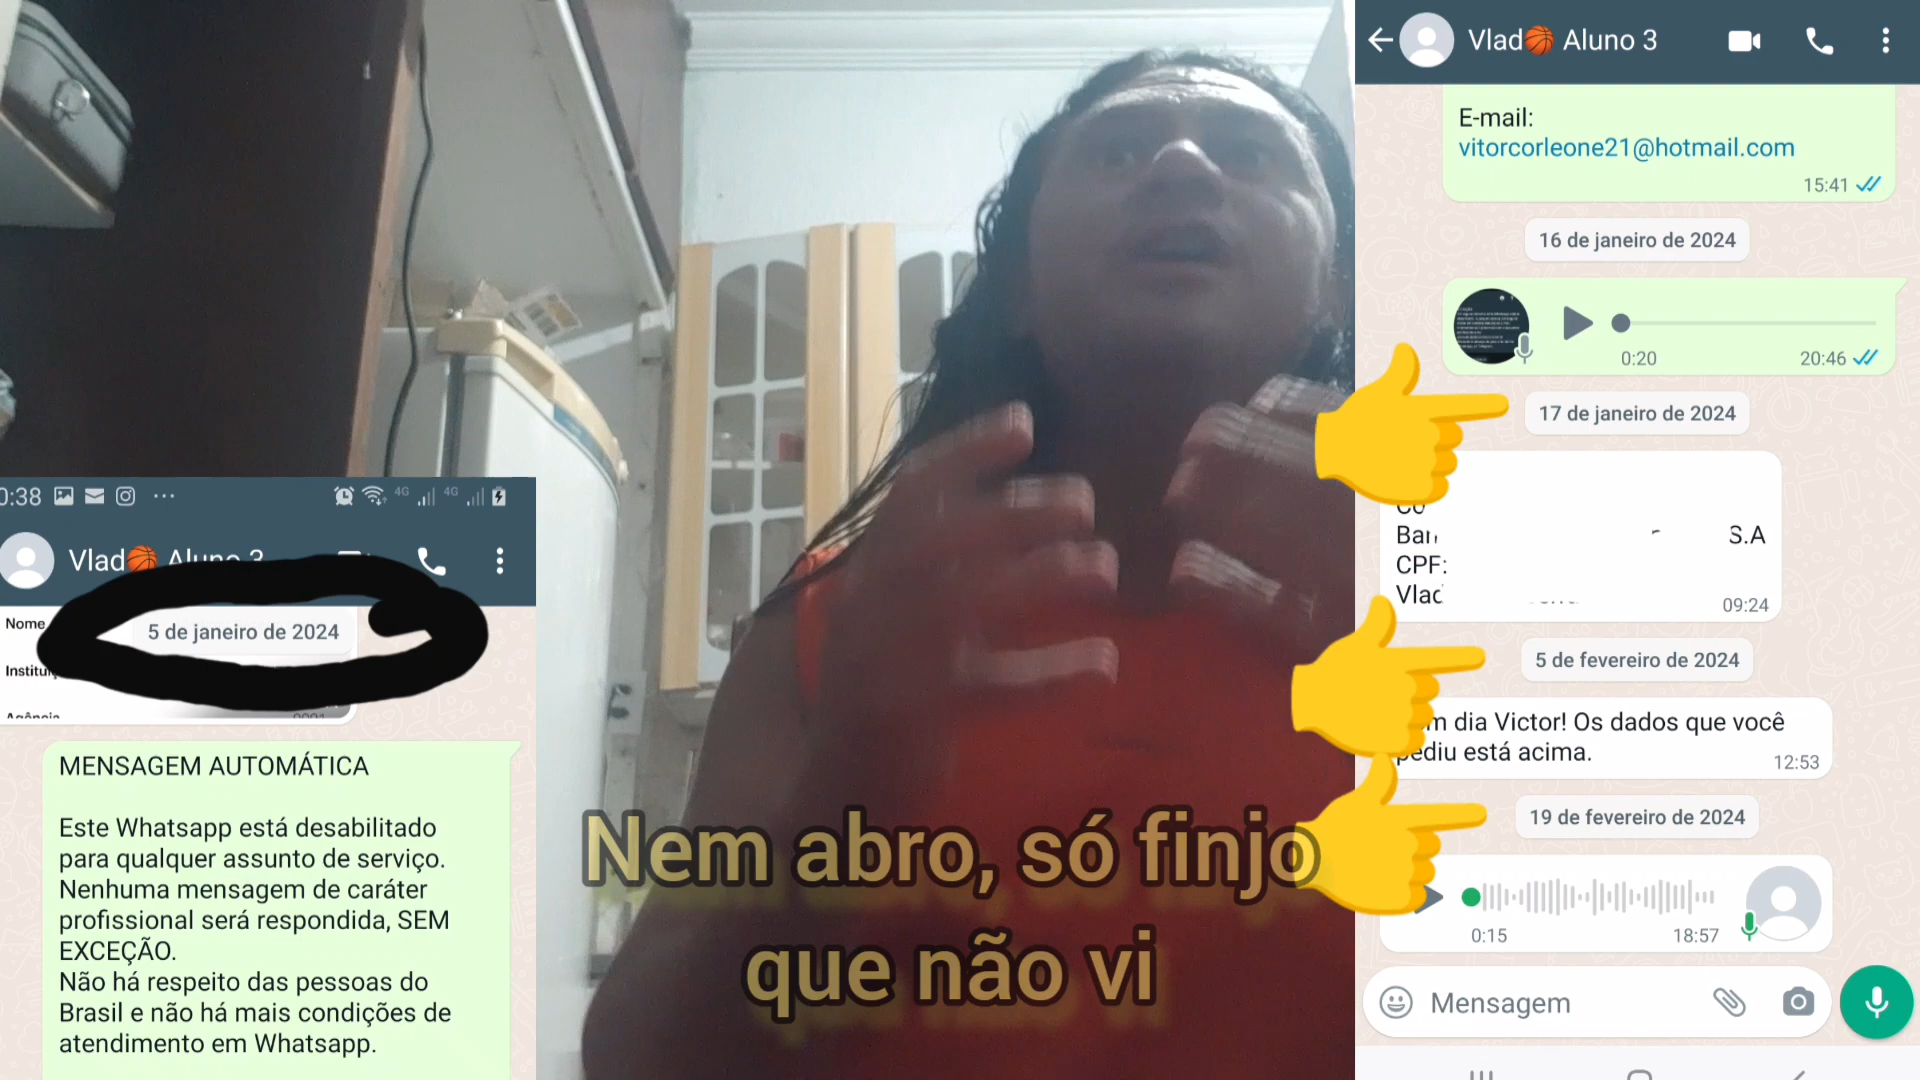 0:38
4G
4G
Vlad🏀 Aluno 3
Nome
5 de janeiro de 2024
MENSAGEM AUTOMÁTICA
Este Whatsapp está desabilitado
para qualquer assunto de serviço.
Nenhuma mensagem de caráter
profissional será respondida, SEM
EXCEÇÃO.
Não há respeito das pessoas do
Brasil e não há mais condições de
atendimento em Whatsapp.
Nem abro, só finjo
que não vi
Vlad🏀 Aluno 3
E-mail:
vitorcorleone21@hotmail.com
15:41
16 de janeiro de 2024
0:20
20:46
17 de janeiro de 2024
S.A
CPF:
Vlad
09:24
5 de fevereiro de 2024
dia Victor! Os dados que você
pediu está acima.
12:53
19 de fevereiro de 2024
0:15
18:57
Mensagem